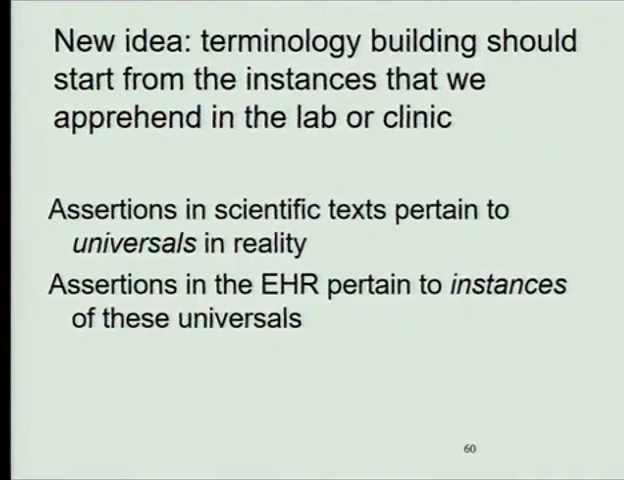 New idea: terminology building should
start from the instances that we
apprehend in the lab or clinic
Assertions in scientific texts pertain to
universals in reality
Assertions in the EHR pertain to instances
of these universals
60